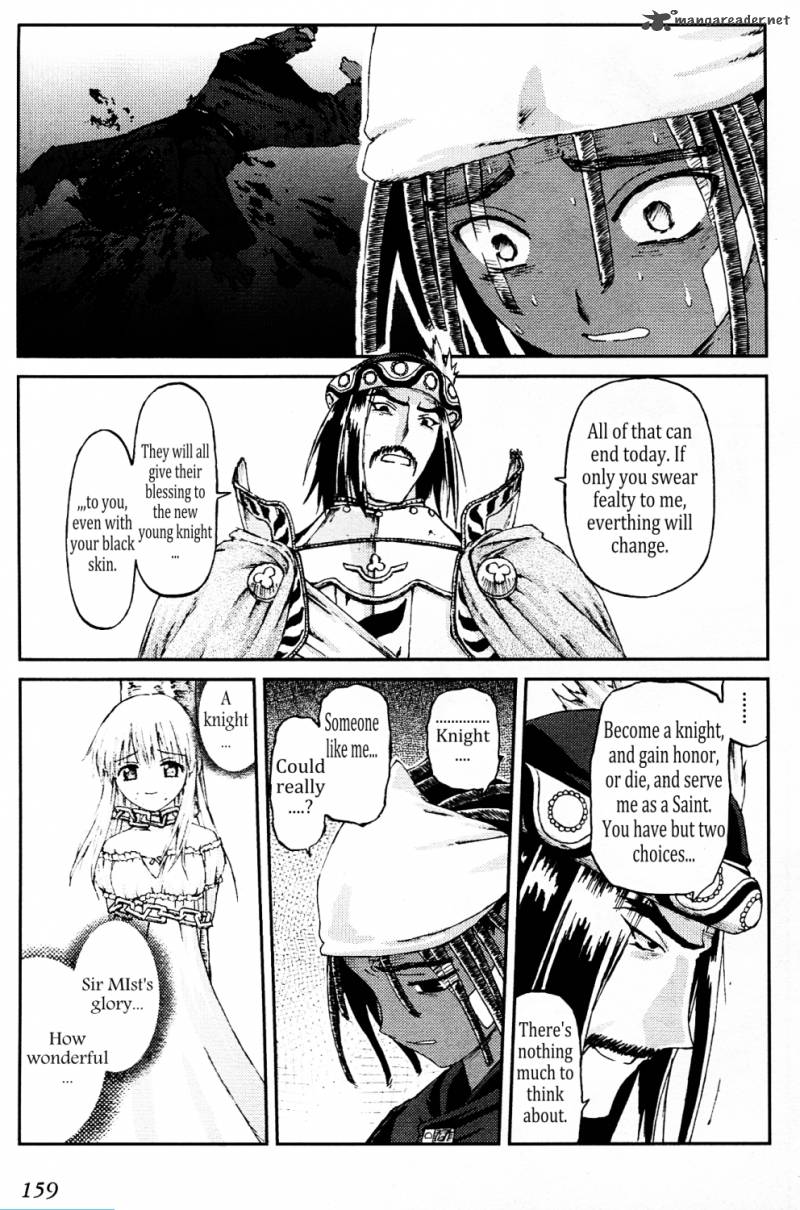 mangareader.net
All of that can
end today. If
only you swear
fealty to me,
everthing will
change.
They will all
give their
blessing to
the new
young knight
...
,,,to you,
even with
your black
skin.
........
Become a knight,
and gain honor,
or die, and serve
me as a Saint.
You have but two
choices...
There's
nothing
much to
think
about.
..............
Knight
....
Someone
like me...
Could
really
....?
A
knight
...
Sir MIst's
glory...
How
wonderful
...
159